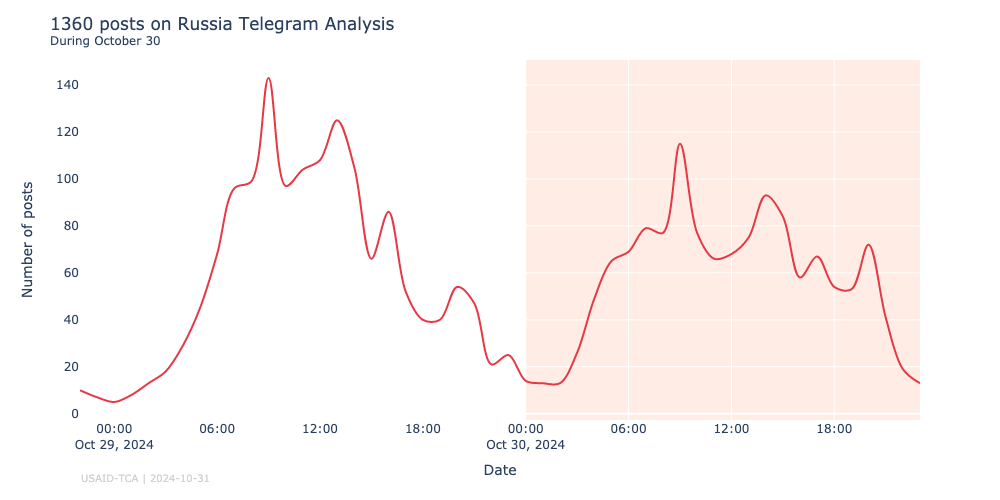 1360 posts on Russia Telegram Analysis
During October 30
140
120
100
80
60
40
20
0
Number of posts
00:00 06:00 12:00 18:00 00:00 06:00 12:00 18:00
Oct 29, 2024 Oct 30, 2024
Date
USAID-TCA | 2024-10-31